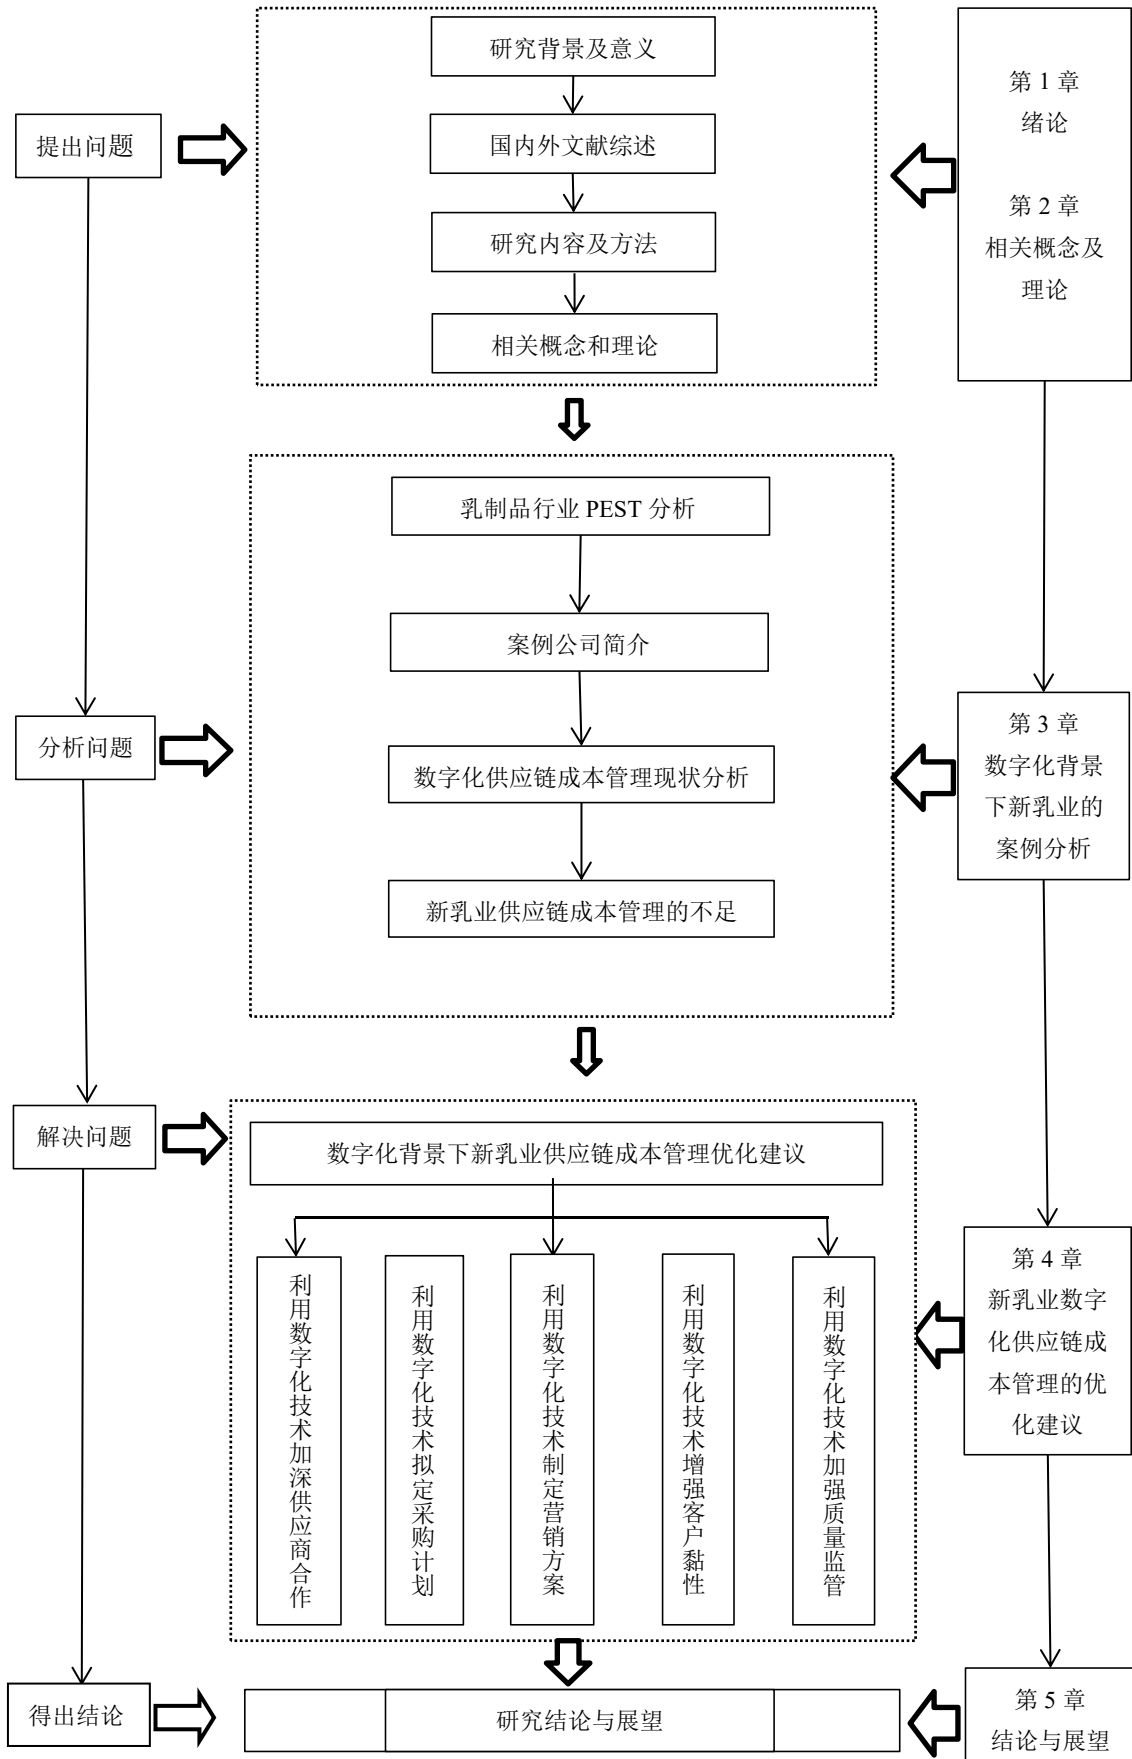 研究背景及意义
国内外文献综述
研究内容及方法
相关概念和理论
提出问题
第 1 章
绪论
第 2 章
相关概念及
理论
乳制品行业 PEST 分析
案例公司简介
数字化供应链成本管理现状分析
新乳业供应链成本管理的不足
分析问题
第 3 章
数字化背景
下新乳业的
案例分析
解决问题
数字化背景下新乳业供应链成本管理优化建议
利用数字化技术加深供应商合作
利用数字化技术拟定采购计划
利用数字化技术制定营销方案
利用数字化技术增强客户黏性
利用数字化技术加强质量监管
第 4 章
新乳业数字
化供应链成
本管理的优
化建议
得出结论
研究结论与展望
第 5 章
结论与展望